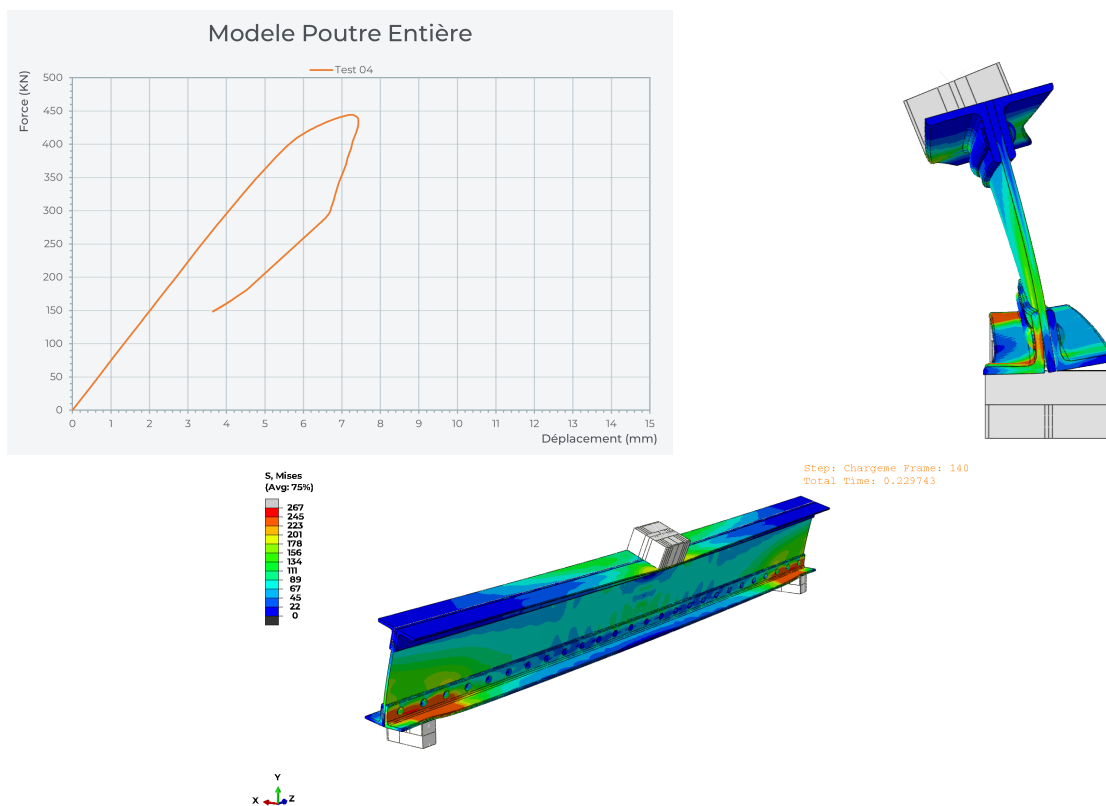 Modele Poutre Entière
Test 04
Force (KN)
500
450
400
350
300
250
200
150
100
50
0
0 1 2 3 4 5 6 7 8 9 10 11 12 13 14 15
Déplacement (mm)
Step: Chargeme Frame: 140
Total Time: 0.229743
S, Mises
(Avg: 75%)
267
245
223
201
178
156
134
111
89
67
45
22
0
Y
X Z